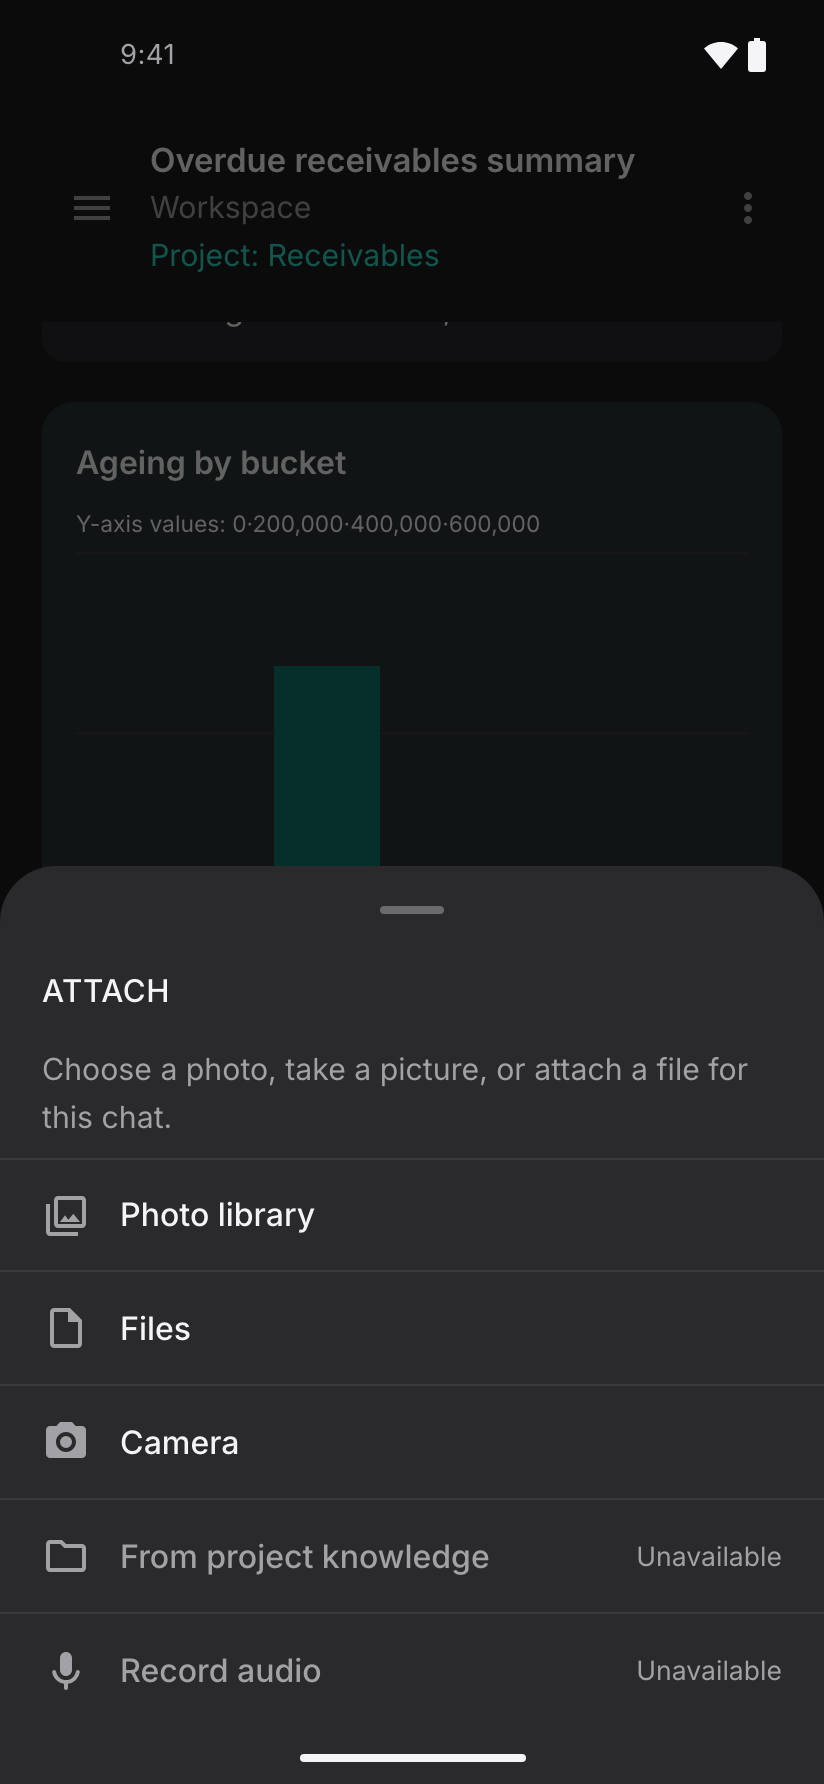 9:41
Overdue receivables summary
Workspace
Project: Receivables
Ageing by bucket
Y-axis values: 0·200,000·400,000·600,000
ATTACH
Choose a photo, take a picture, or attach a file for
this chat.
Photo library
Files
Camera
From project knowledge
Unavailable
Record audio
Unavailable